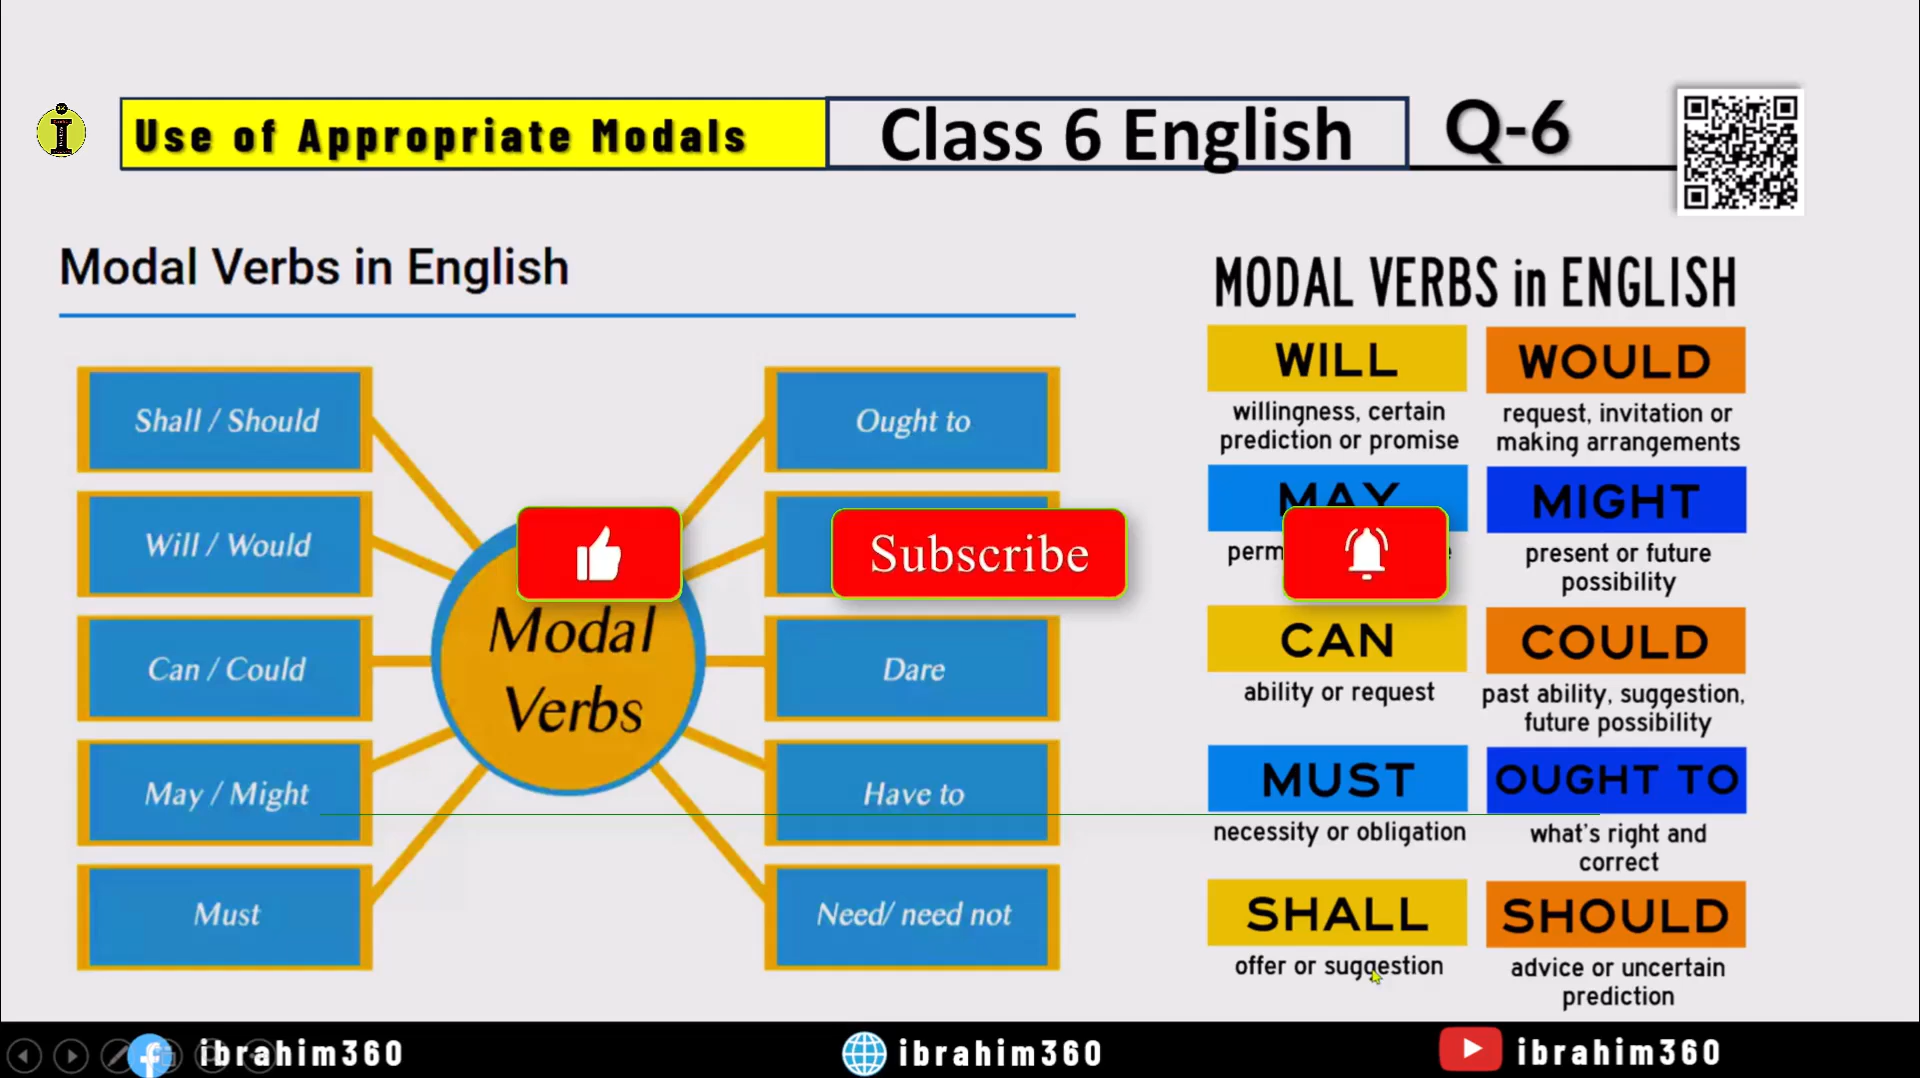 Use of Appropriate Modals
Class 6 English
Q-6
Modal Verbs in English
Shall / Should
Will / Would
Can / Could
May / Might
Must
Modal
Verbs
Ought to
Dare
Have to
Need/ need not
Subscribe
MODAL VERBS in ENGLISH
WILL
willingness, certain
prediction or promise
WOULD
request, invitation or
making arrangements
MAY
MIGHT
present or future
possibility
CAN
ability or request
COULD
past ability, suggestion,
future possibility
MUST
necessity or obligation
OUGHT TO
what's right and
correct
SHALL
offer or suggestion
SHOULD
advice or uncertain
prediction
ibrahim360
ibrahim360
ibrahim360